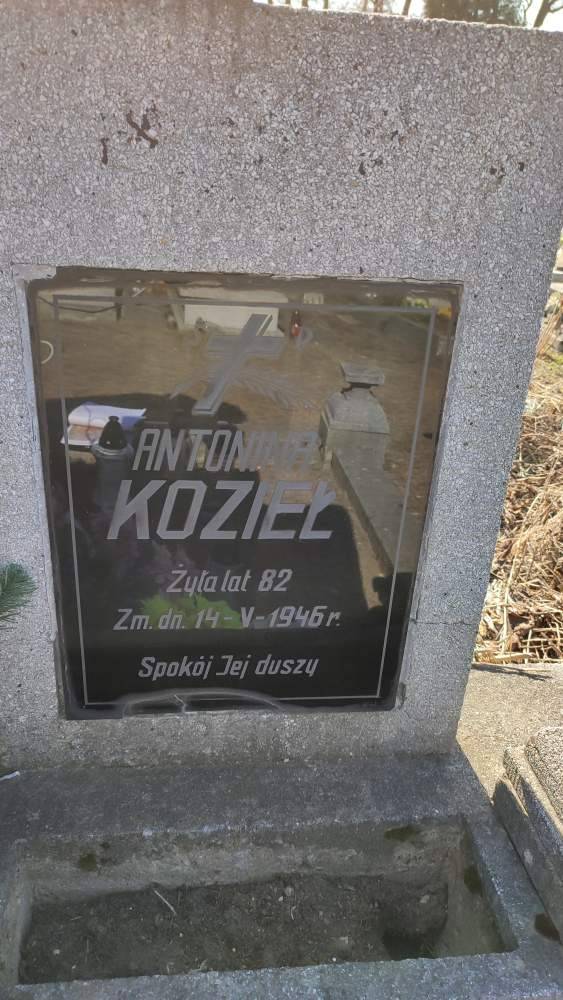 ANTONINA
KOZIEŁ
Żyła lat 82
Zm. dn. 14-V-1946 r.
Spokój Jej duszy